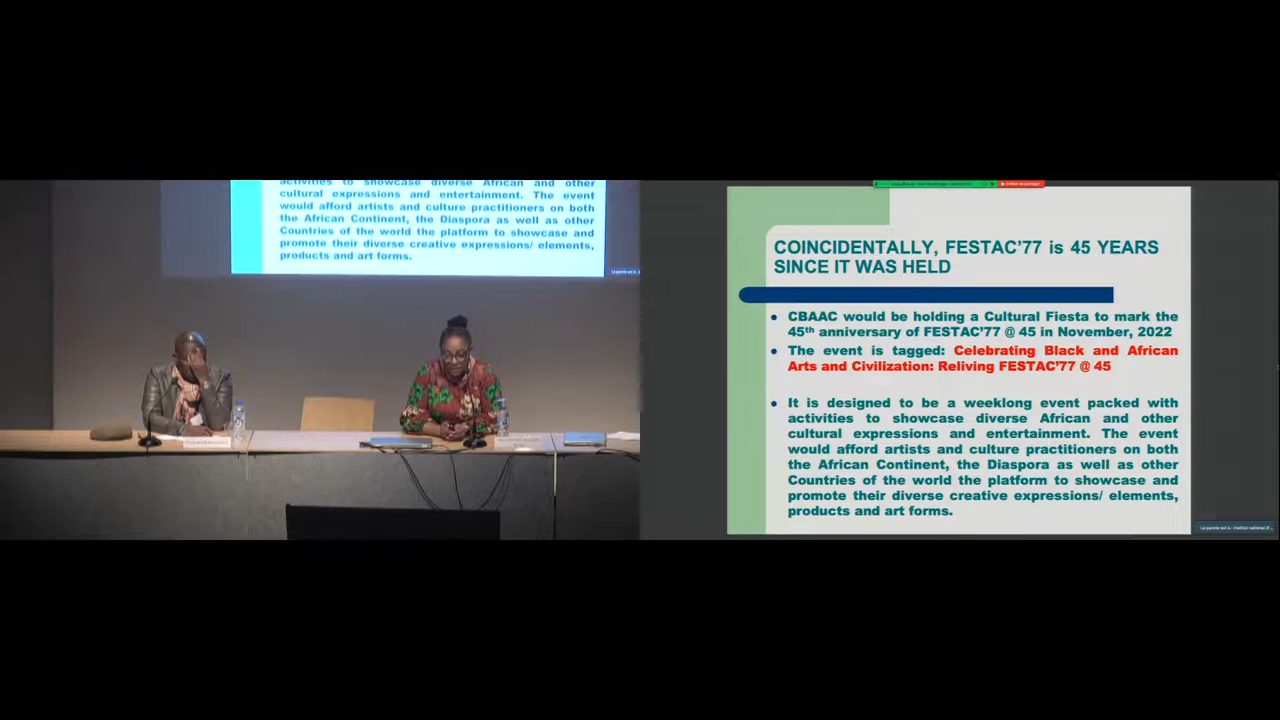 activities to showcase diverse African and other
cultural expressions and entertainment. The event
would afford artists and culture practitioners on both
the African Continent, the Diaspora as well as other
Countries of the world the platform to showcase and
promote their diverse creative expressions/ elements,
products and art forms.
COINCIDENTALLY, FESTAC’77 is 45 YEARS
SINCE IT WAS HELD
• CBAAC would be holding a Cultural Fiesta to mark the
45th anniversary of FESTAC’77 @ 45 in November, 2022
• The event is tagged: Celebrating Black and African
Arts and Civilization: Reliving FESTAC’77 @ 45
• It is designed to be a weeklong event packed with
activities to showcase diverse African and other
cultural expressions and entertainment. The event
would afford artists and culture practitioners on both
the African Continent, the Diaspora as well as other
Countries of the world the platform to showcase and
promote their diverse creative expressions/ elements,
products and art forms.
La parole est à : Institut national d'...